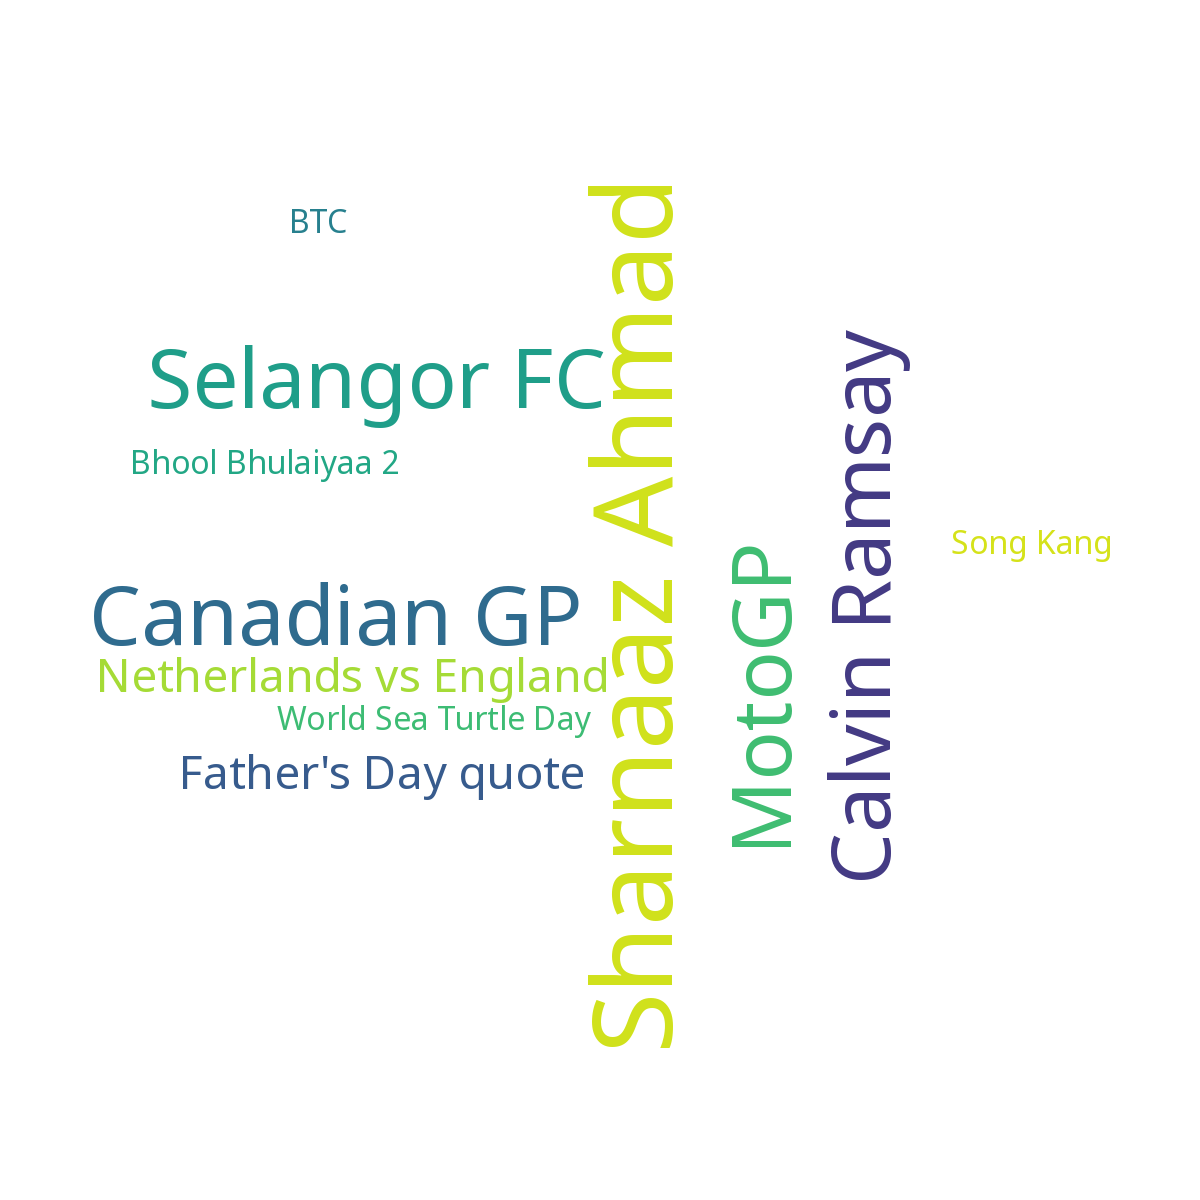 BTC
Selangor FC
Bhool Bhulaiyaa 2
Canadian GP
Netherlands vs England
World Sea Turtle Day
Father's Day quote
Sharnaaz Ahmad
MotoGP
Calvin Ramsay
Song Kang